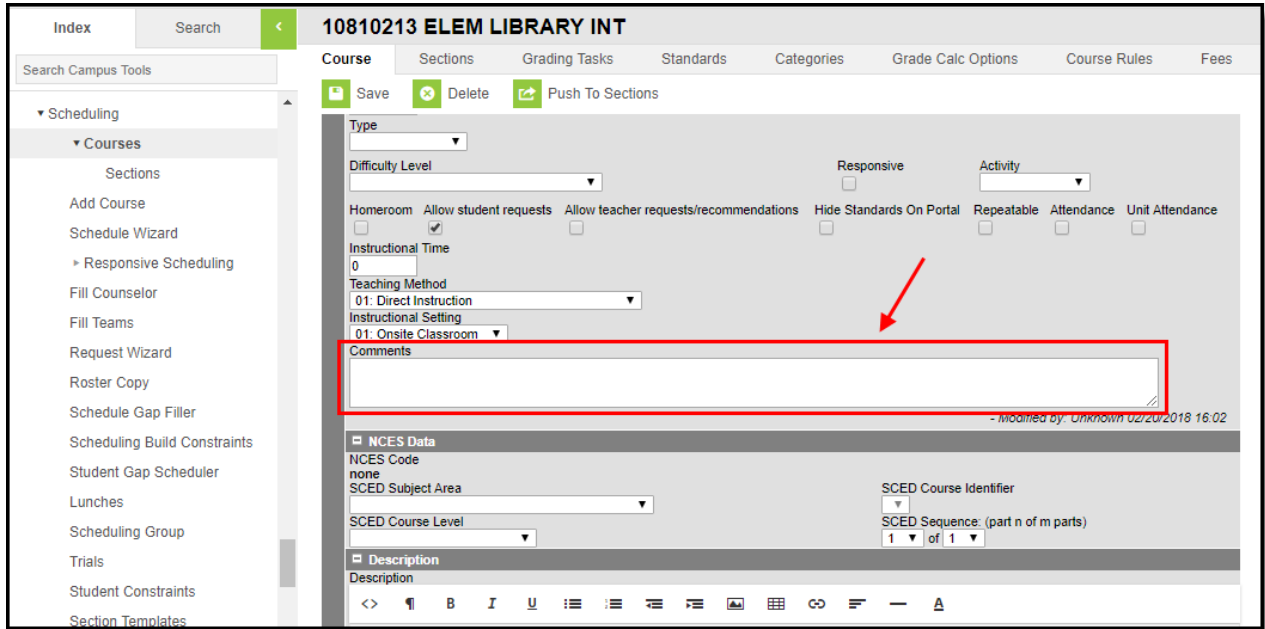 Index Search <
10810213 ELEM LIBRARY INT
Search Campus Tools
Course Sections Grading Tasks Standards Categories Grade Calc Options Course Rules Fees
Save Delete Push To Sections
Scheduling
Courses
Sections
Add Course
Schedule Wizard
Responsive Scheduling
Fill Counselor
Fill Teams
Request Wizard
Roster Copy
Schedule Gap Filler
Scheduling Build Constraints
Student Gap Scheduler
Lunches
Scheduling Group
Trials
Student Constraints
Section Templates
Type
Difficulty Level Responsive Activity
Homeroom Allow student requests Allow teacher requests/recommendations Hide Standards On Portal Repeatable Attendance Unit Attendance
Instructional Time
0
Teaching Method
01: Direct Instruction
Instructional Setting
01: Onsite Classroom
Comments
- Modified by: Unknown 02/20/2018 16:02
NCES Data
NCES Code
none
SCED Subject Area SCED Course Identifier
SCED Course Level SCED Sequence: (part n of m parts)
1 of 1
Description
Description
<> ¶ B I U A